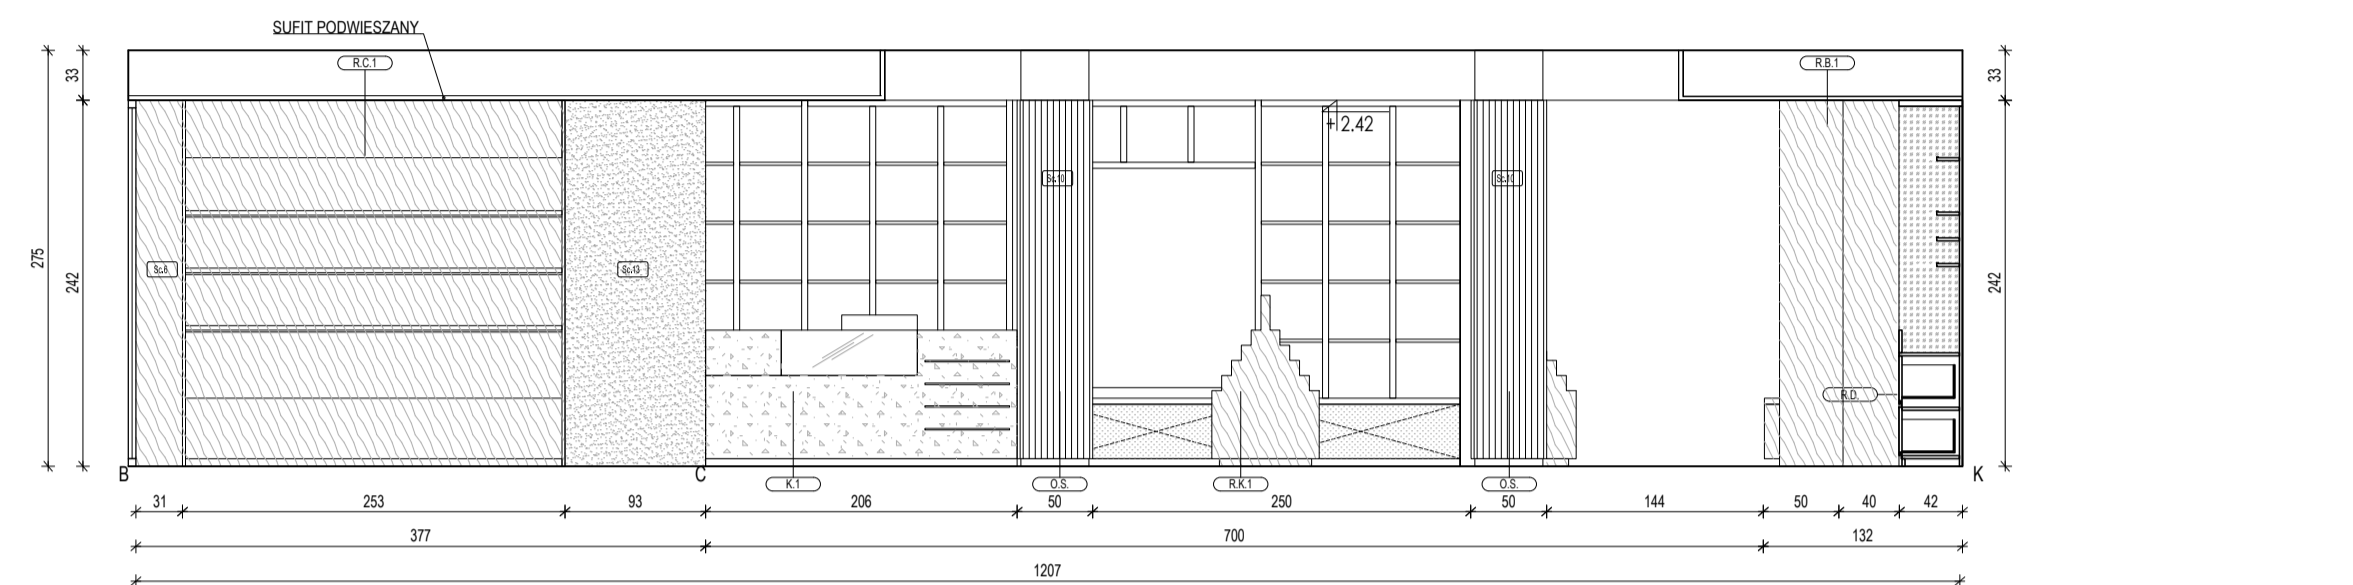 SUFIT PODWIESZANY
R.C.1
R.B.1
33
33
+2.42
Sc.10
Sc.10
275
242
Sc.6
Sc.13
242
R.D.
B
C
K
K.1
O.S.
R.K.1
O.S.
31
253
93
206
50
250
50
144
50
40
42
377
700
132
1207